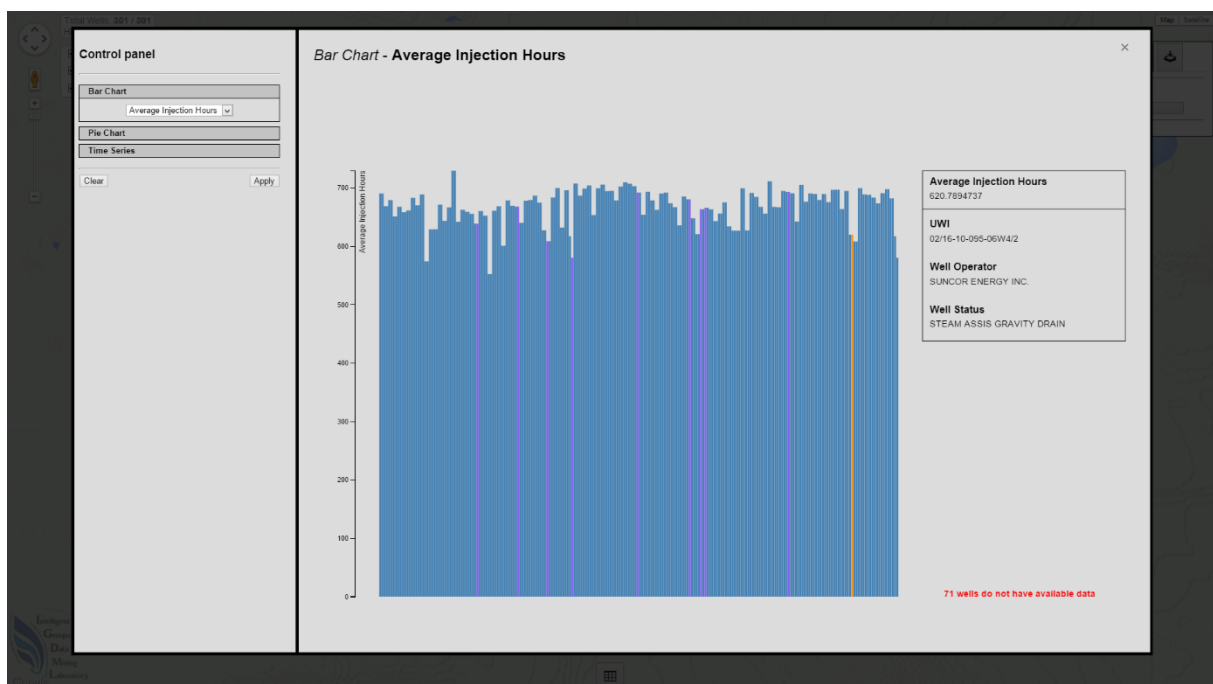 Total Wells: 301 / 301
Map Satellite
Control panel
Bar Chart
Average Injection Hours
Pie Chart
Time Series
Clear Apply
Bar Chart - Average Injection Hours
×
Average Injection Hours
700
600
500
400
300
200
100
0
Average Injection Hours
620.7894737
UWI
02/16-10-095-06W4/2
Well Operator
SUNCOR ENERGY INC.
Well Status
STEAM ASSIS GRAVITY DRAIN
71 wells do not have available data
Data
Mining
Laboratory